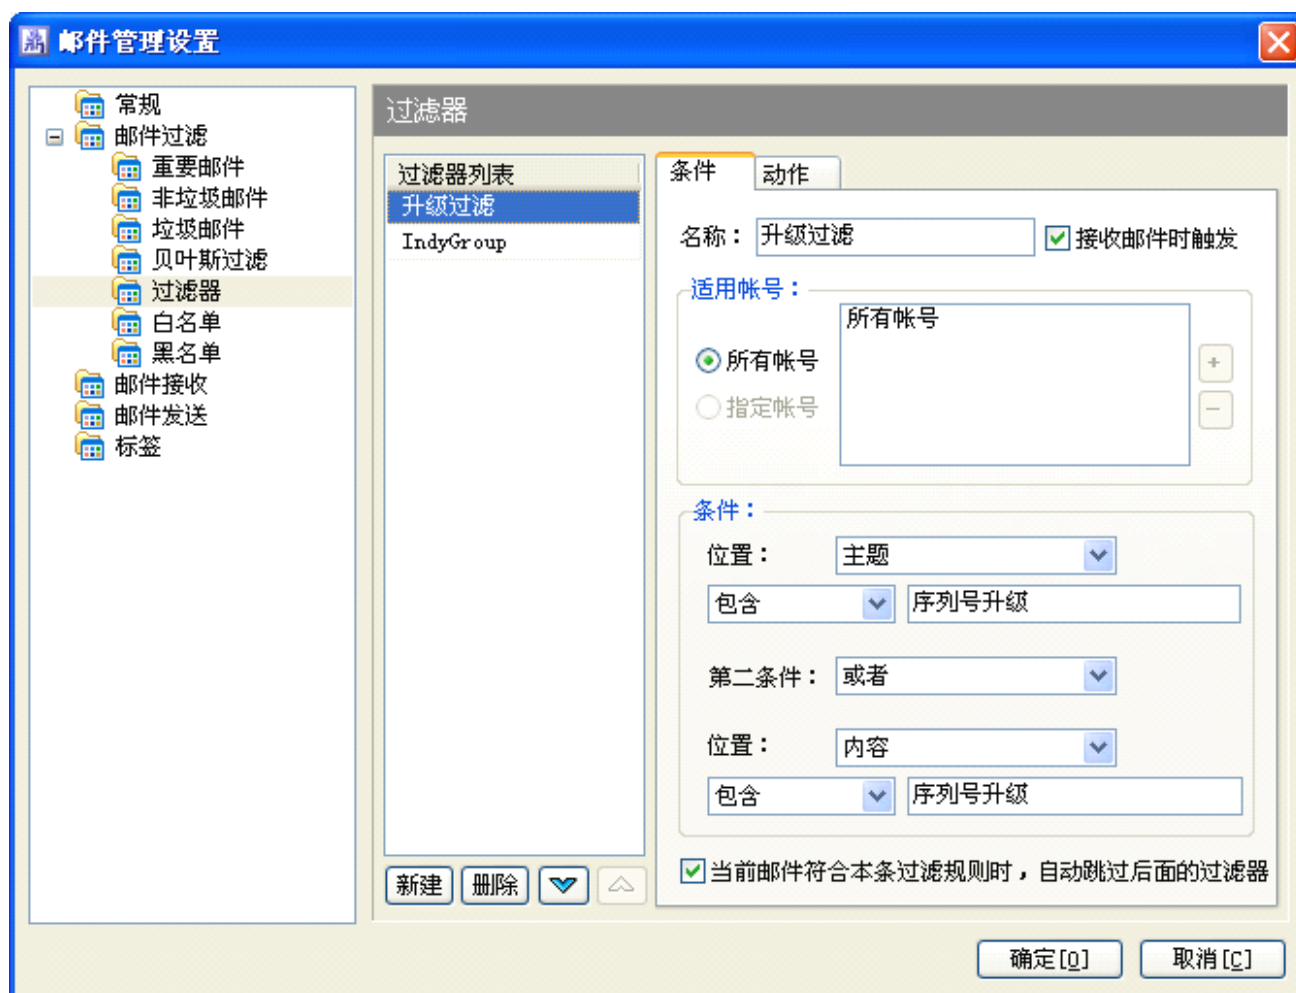 邮件管理设置
常规
邮件过滤
重要邮件
非垃圾邮件
垃圾邮件
贝叶斯过滤
过滤器
白名单
黑名单
邮件接收
邮件发送
标签
过滤器
过滤器列表
升级过滤
IndyGroup
新建
删除
条件
动作
名称：
升级过滤
接收邮件时触发
适用帐号：
所有帐号
指定帐号
所有帐号
+
-
条件：
位置：
主题
包含
序列号升级
第二条件：
或者
位置：
内容
包含
序列号升级
当前邮件符合本条过滤规则时，自动跳过后面的过滤器
确定[O]
取消[C]